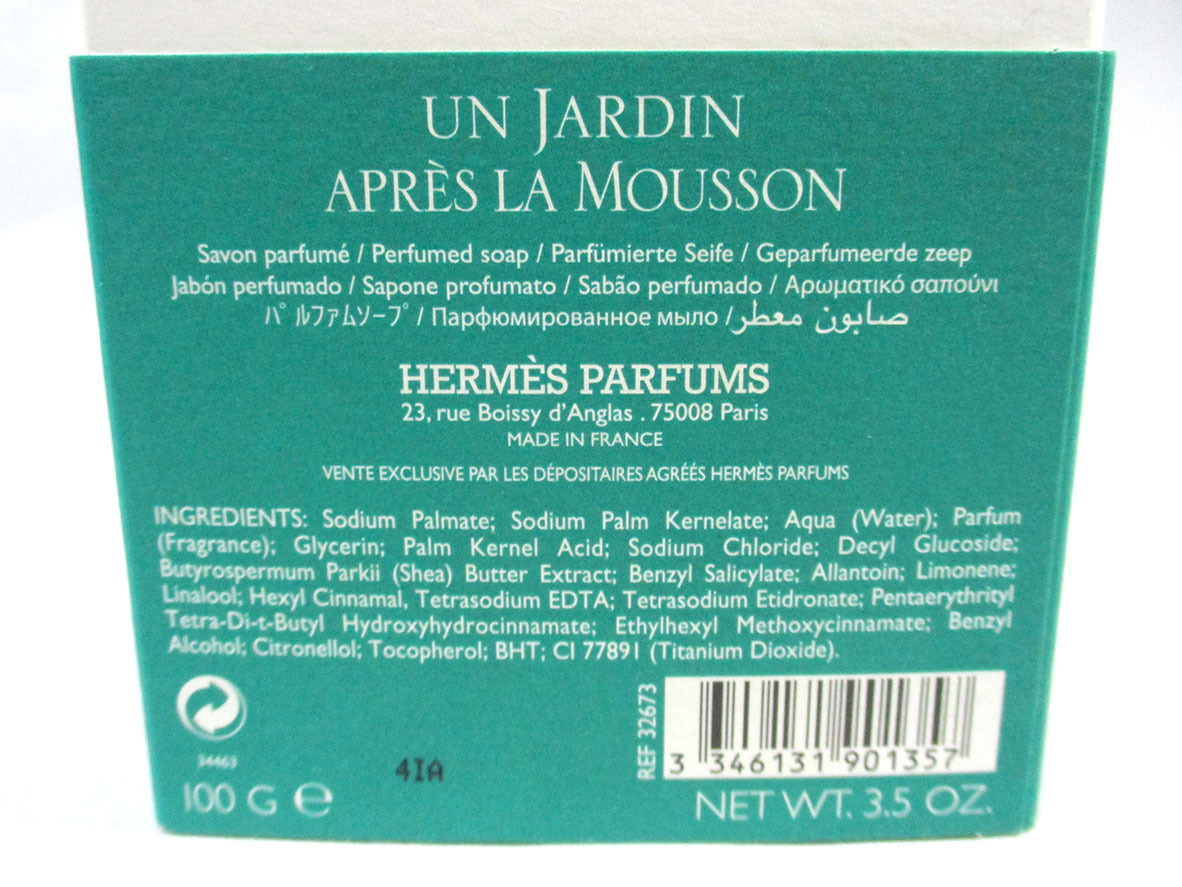 UN JARDIN
APRÈS LA MOUSSON
Savon parfumé / Perfumed soap / Parfümierte Seife / Geparfumeerde zeep
Jabón perfumado / Sapone profumato / Sabão perfumado / Αρωματικό σαπούνι
パルファムソープ / Парфюмированное мыло / صابون معطر
HERMÈS PARFUMS
23, rue Boissy d'Anglas . 75008 Paris
MADE IN FRANCE
VENTE EXCLUSIVE PAR LES DÉPOSITAIRES AGRÉÉS HERMÈS PARFUMS
INGREDIENTS: Sodium Palmate; Sodium Palm Kernelate; Aqua (Water); Parfum
(Fragrance); Glycerin; Palm Kernel Acid; Sodium Chloride; Decyl Glucoside;
Butyrospermum Parkii (Shea) Butter Extract; Benzyl Salicylate; Allantoin; Limonene;
Linalool; Hexyl Cinnamal, Tetrasodium EDTA; Tetrasodium Etidronate; Pentaerythrityl
Tetra-Di-t-Butyl Hydroxyhydrocinnamate; Ethylhexyl Methoxycinnamate; Benzyl
Alcohol; Citronellol; Tocopherol; BHT; CI 77891 (Titanium Dioxide).
34463
4IA
REF 32673
3 346131 901357
100 G e
NET WT. 3.5 OZ.